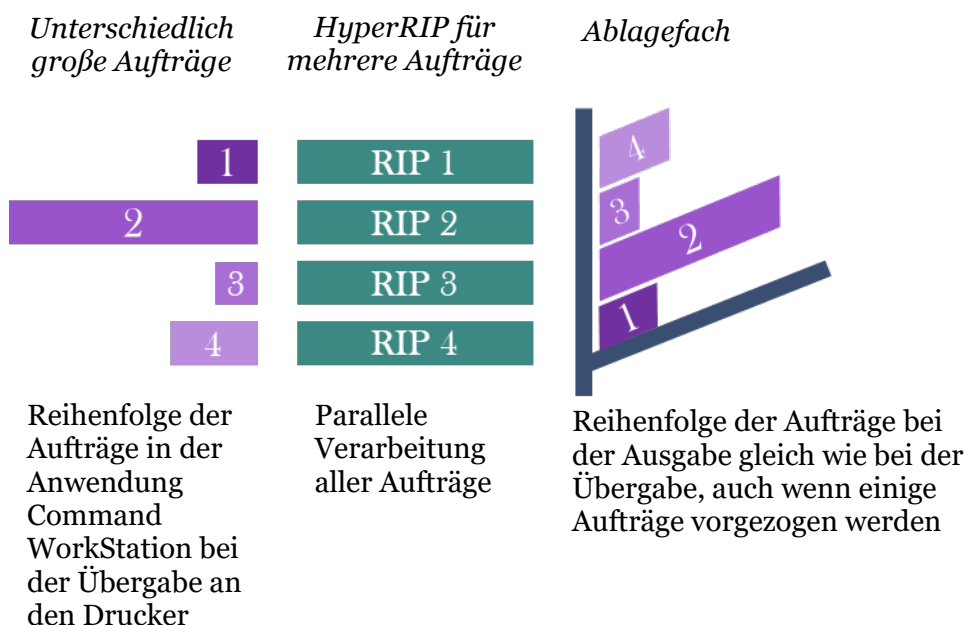 Unterschiedlich
große Aufträge
HyperRIP für
mehrere Aufträge
Ablagefach
1
2
3
4
RIP 1
RIP 2
RIP 3
RIP 4
4
3
2
1
Reihenfolge der
Aufträge in der
Anwendung
Command
WorkStation bei
der Übergabe an
den Drucker
Parallele
Verarbeitung
aller Aufträge
Reihenfolge der Aufträge bei
der Ausgabe gleich wie bei der
Übergabe, auch wenn einige
Aufträge vorgezogen werden